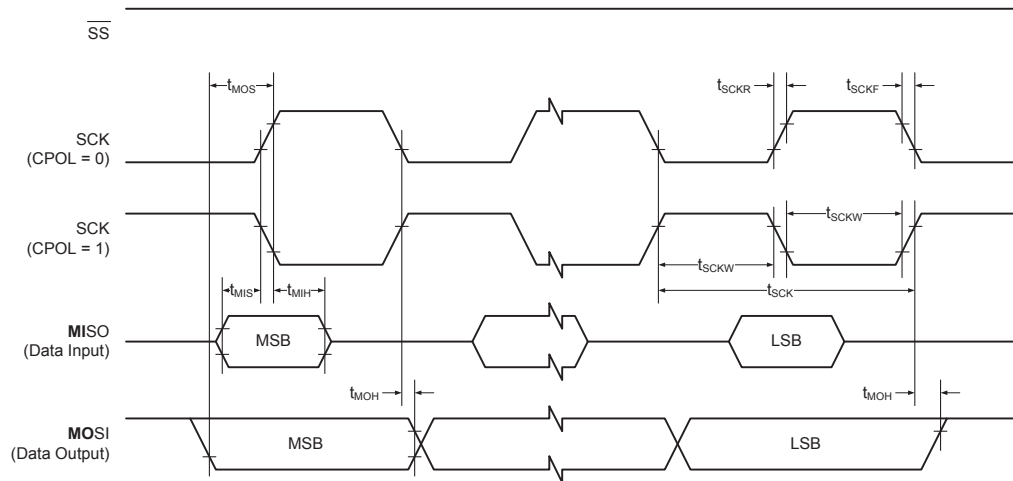 SS
tMOS
tSCKR
tSCKF
SCK
(CPOL = 0)
SCK
(CPOL = 1)
tSCKW
tSCKW
tSCK
tMIS
tMIH
MISO
(Data Input)
MSB
LSB
tMOH
tMOH
MOSI
(Data Output)
MSB
LSB